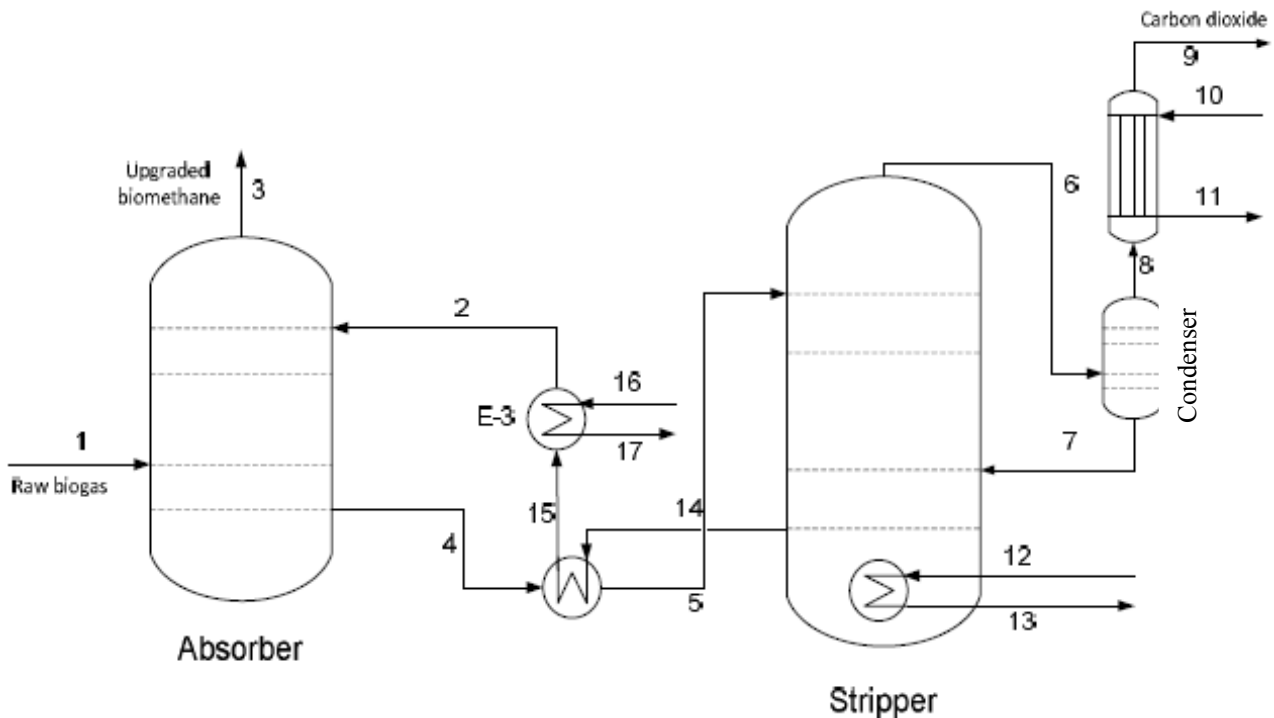 Carbon dioxide
9
10
Upgraded
biomethane
3
6
11
8
2
Condenser
16
E-3
17
1
Raw biogas
7
15
14
4
12
5
13
Absorber
Stripper